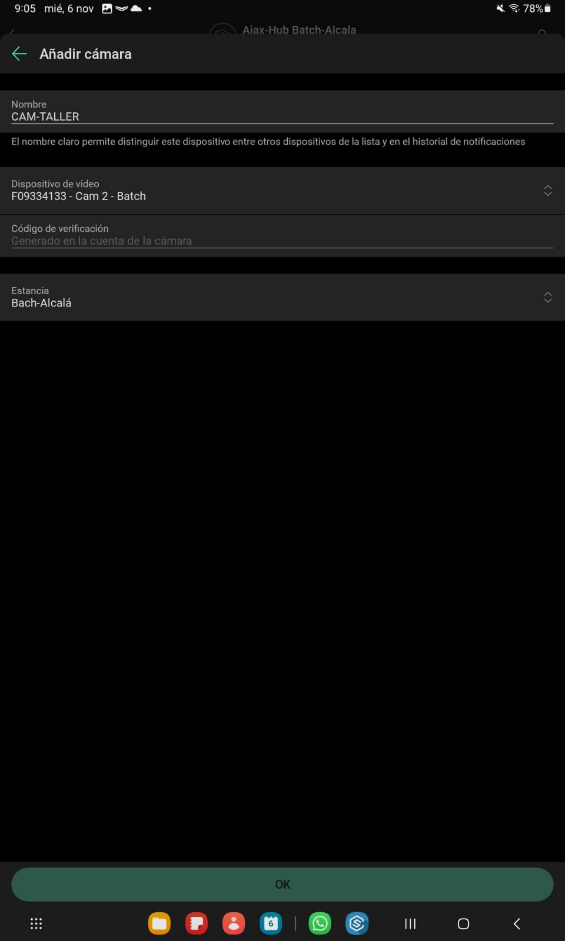 9:05 mié, 6 nov
78%
Ajax-Hub Batch-Alcala
Añadir cámara
Nombre
CAM-TALLER
El nombre claro permite distinguir este dispositivo entre otros dispositivos de la lista y en el historial de notificaciones
Dispositivo de vídeo
F09334133 - Cam 2 - Batch
Código de verificación
Generado en la cuenta de la cámara
Estancia
Bach-Alcalá
OK
6